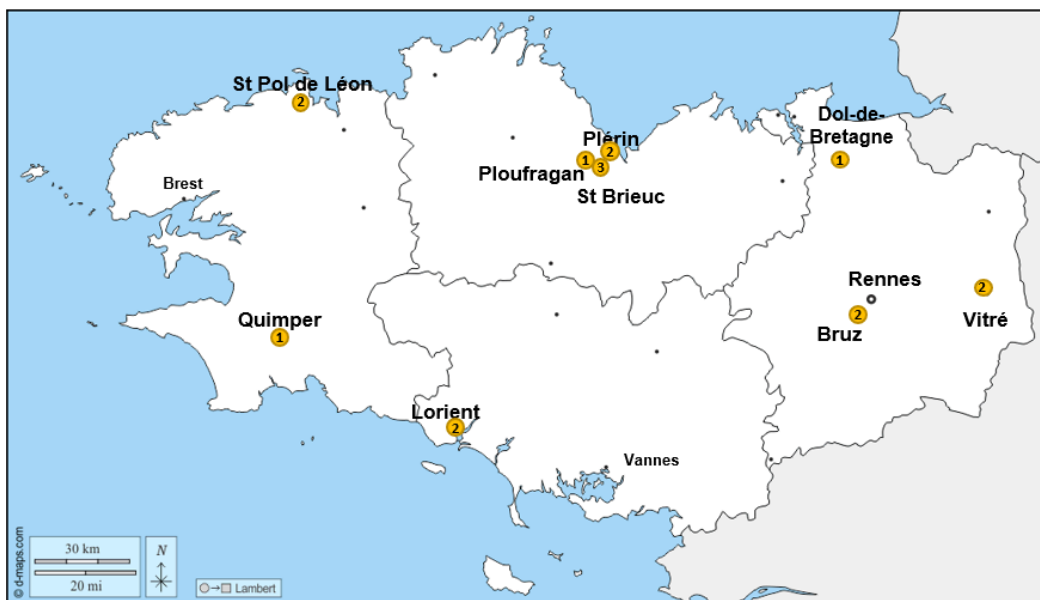 St Pol de Léon
2
Dol-de-
Bretagne
1
Plérin
2
1
3
Ploufragan
St Brieuc
Brest
Rennes
2
Bruz
2
Vitré
Quimper
1
Lorient
2
Vannes
© d-maps.com
30 km
20 mi
N
Lambert